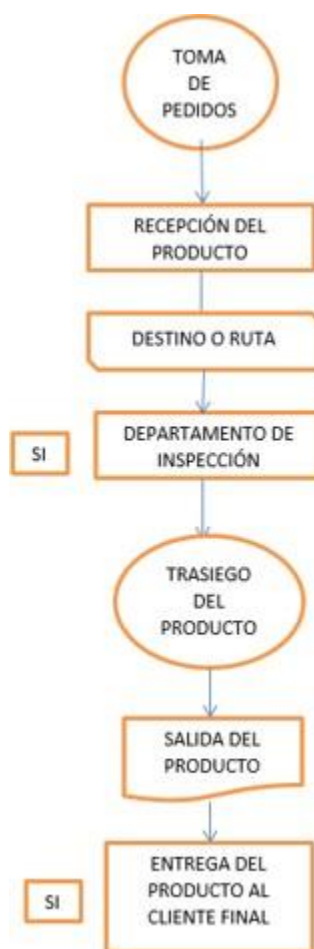 TOMA
DE
PEDIDOS
RECEPCIÓN DEL
PRODUCTO
DESTINO O RUTA
SI
DEPARTAMENTO DE
INSPECCIÓN
TRASIEGO
DEL
PRODUCTO
SALIDA DEL
PRODUCTO
SI
ENTREGA DEL
PRODUCTO AL
CLIENTE FINAL